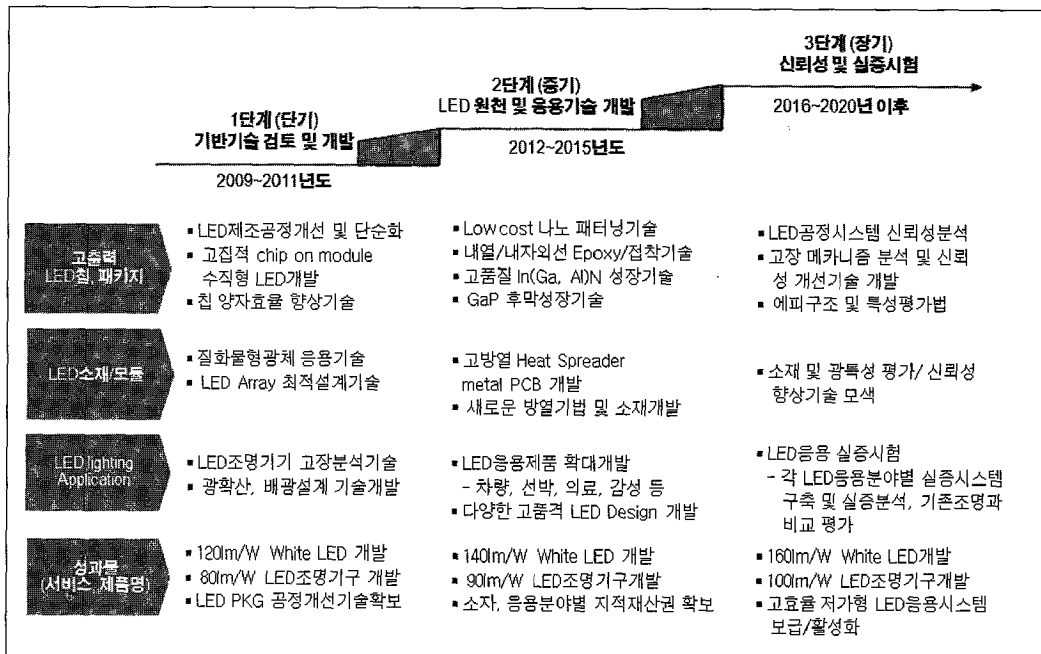 3단계(장기)
신뢰성 및 실증시험
2016~2020년 이후
2단계(중기)
LED 원천 및 응용기술 개발
2012~2015년도
1단계(단기)
기반기술 검토 및 개발
2009~2011년도
고출력
LED칩, 패키지
▪ LED제조공정개선 및 단순화
▪ 고집적 chip on module
수직형 LED개발
▪ 칩 양자효율 향상기술
▪ Low cost 나노 패터닝기술
▪ 내열/내자외선 Epoxy/접착기술
▪ 고품질 In(Ga, Al)N 성장기술
▪ GaP 후막성장기술
▪ LED공정시스템 신뢰성분석
▪ 고장 메카니즘 분석 및 신뢰
성 개선기술 개발
▪ 에피구조 및 특성평가법
LED소재/모듈
▪ 질화물형광체 응용기술
▪ LED Array 최적설계기술
▪ 고방열 Heat Spreader
metal PCB 개발
▪ 새로운 방열기법 및 소재개발
▪ 소재 및 광특성 평가/ 신뢰성
향상기술 모색
LED lighting
Application
▪ LED조명기기 고장분석기술
▪ 광확산, 배광설계 기술개발
▪ LED응용제품 확대개발
- 차량, 선박, 의료, 감성 등
▪ 다양한 고품격 LED Design 개발
▪ LED응용 실증시험
- 각 LED응용분야별 실증시스템
구축 및 실증분석, 기존조명과
비교 평가
성과물
(서비스, 제품명)
▪ 120lm/W White LED 개발
▪ 80lm/W LED조명기구 개발
▪ LED PKG 공정개선기술확보
▪ 140lm/W White LED 개발
▪ 90lm/W LED조명기구개발
▪ 소자, 응용분야별 지적재산권 확보
▪ 160lm/W White LED개발
▪ 100lm/W LED조명기구개발
▪ 고효율 저가형 LED응용시스템
보급/활성화